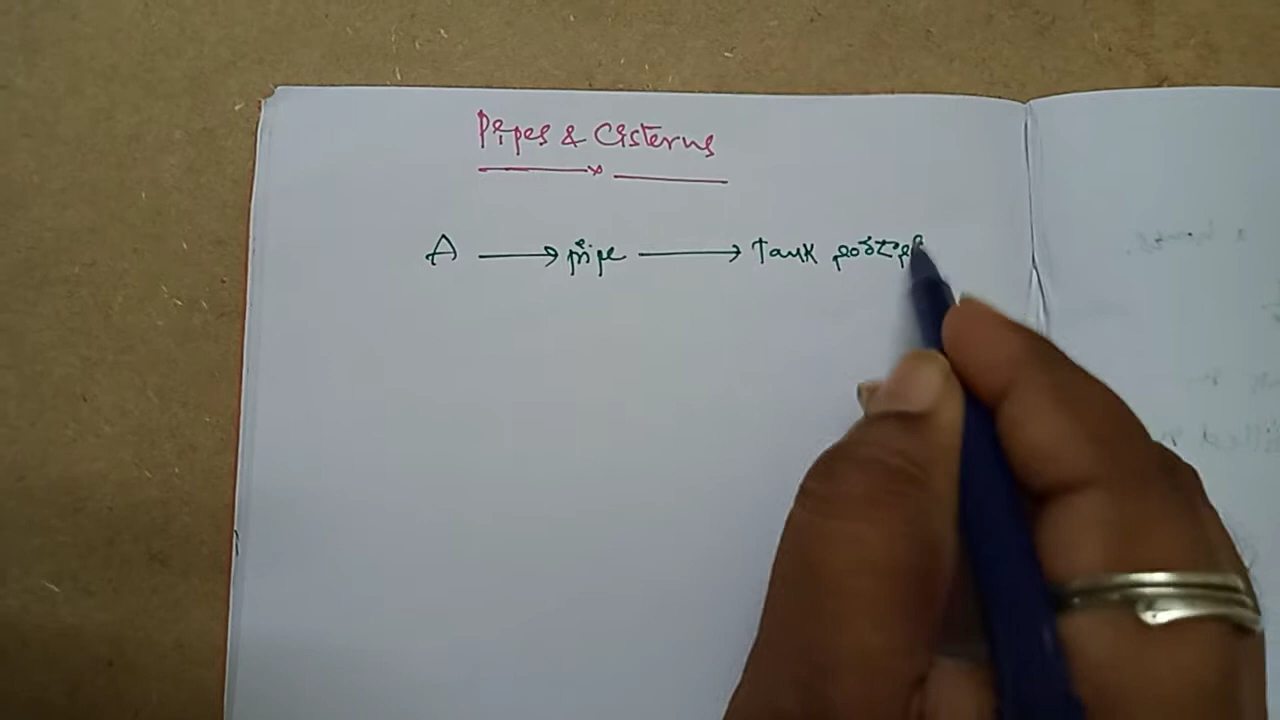 Pipes & Cisterns
A → pipe → Tank